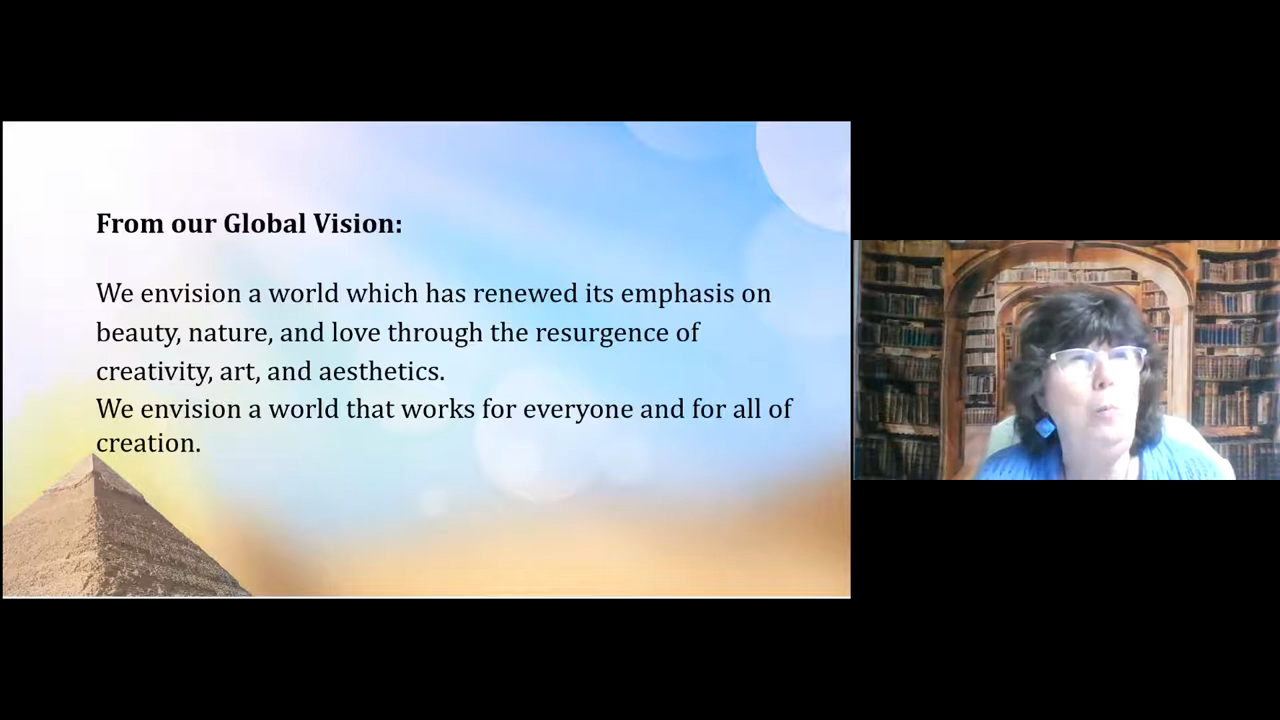 From our Global Vision:
We envision a world which has renewed its emphasis on
beauty, nature, and love through the resurgence of
creativity, art, and aesthetics.
We envision a world that works for everyone and for all of
creation.